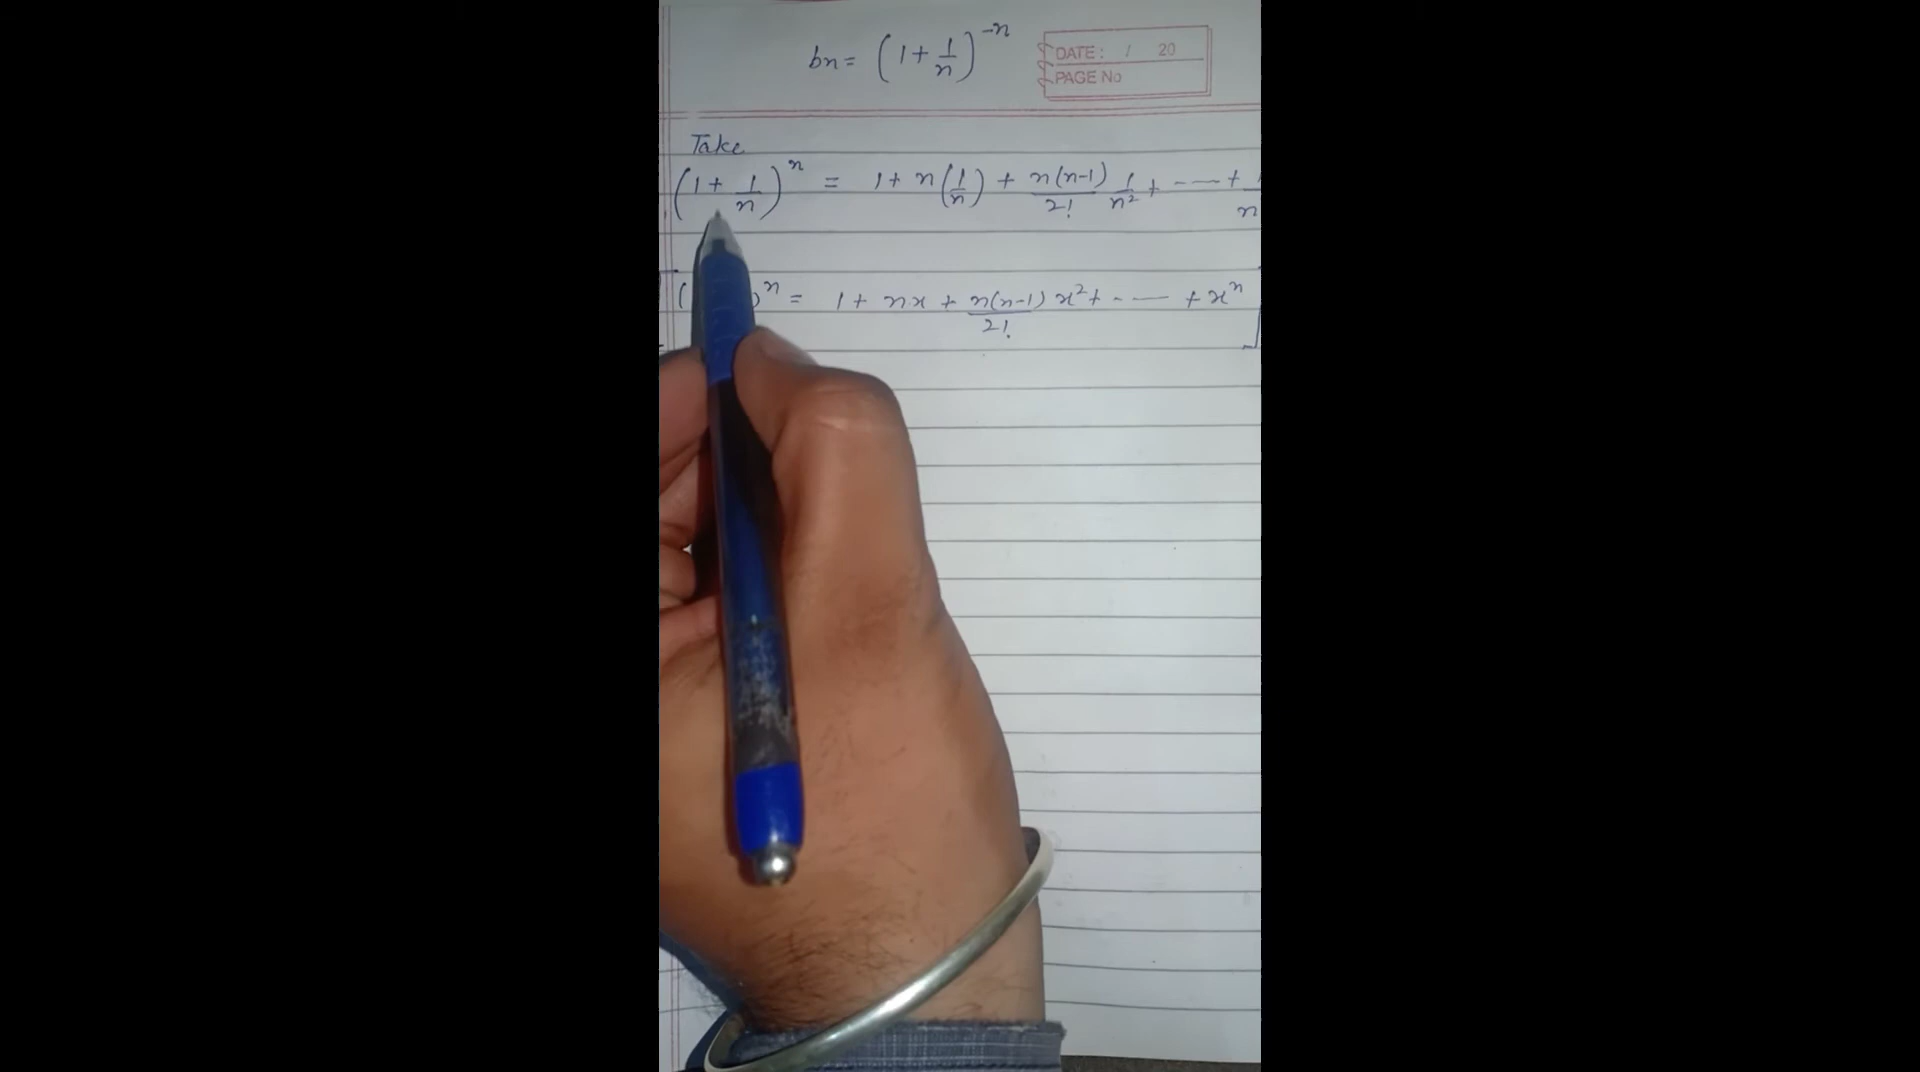 bn = (1 + 1/n)^-n
DATE : / 20
PAGE No
Take
(1 + 1/n)^n = 1 + n(1/n) + n(n-1)/2! 1/n² + ----- + 1/n
( )^n = 1 + nx + n(n-1)/2! x² + ----- + x^n